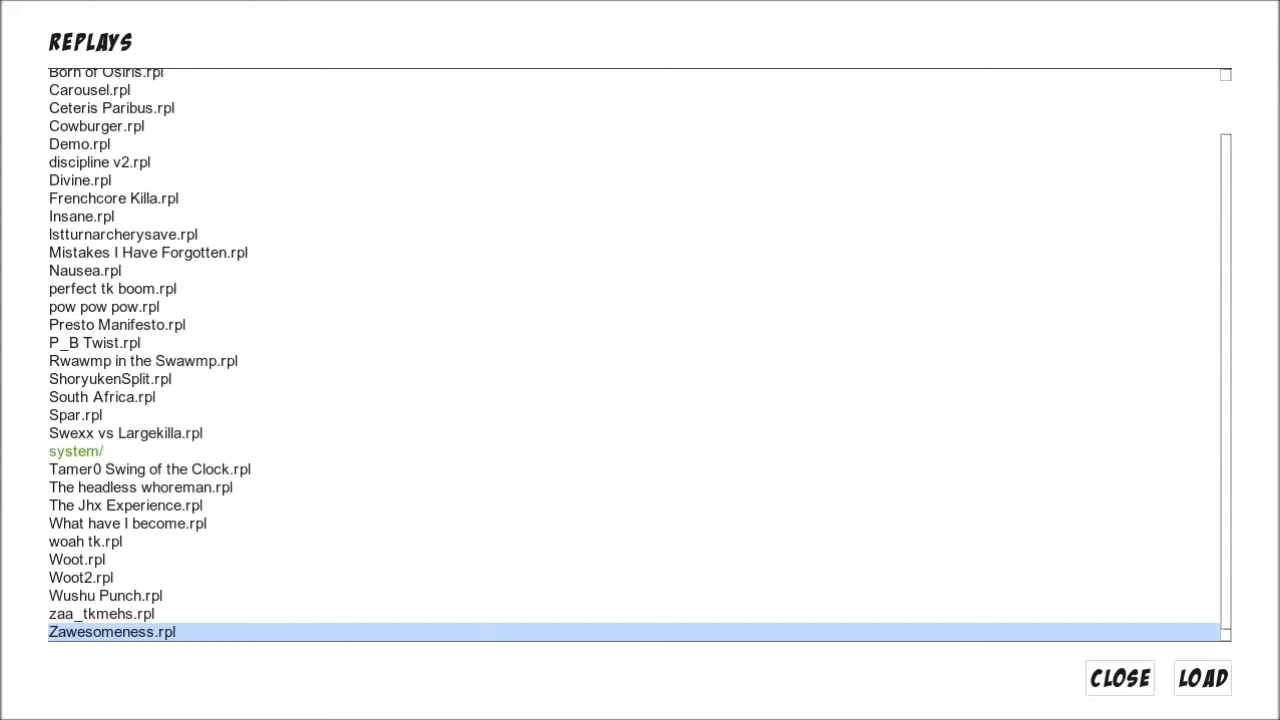 REPLAYS
Born of Osiris.rpl
Carousel.rpl
Ceteris Paribus.rpl
Cowburger.rpl
Demo.rpl
discipline v2.rpl
Divine.rpl
Frenchcore Killa.rpl
Insane.rpl
lstturnarcherysave.rpl
Mistakes I Have Forgotten.rpl
Nausea.rpl
perfect tk boom.rpl
pow pow pow.rpl
Presto Manifesto.rpl
P_B Twist.rpl
Rwawmp in the Swawmp.rpl
ShoryukenSplit.rpl
South Africa.rpl
Spar.rpl
Swexx vs Largekilla.rpl
system/
Tamer0 Swing of the Clock.rpl
The headless whoreman.rpl
The Jhx Experience.rpl
What have I become.rpl
woah tk.rpl
Woot.rpl
Woot2.rpl
Wushu Punch.rpl
zaa_tkmehs.rpl
Zawesomeness.rpl
CLOSE LOAD